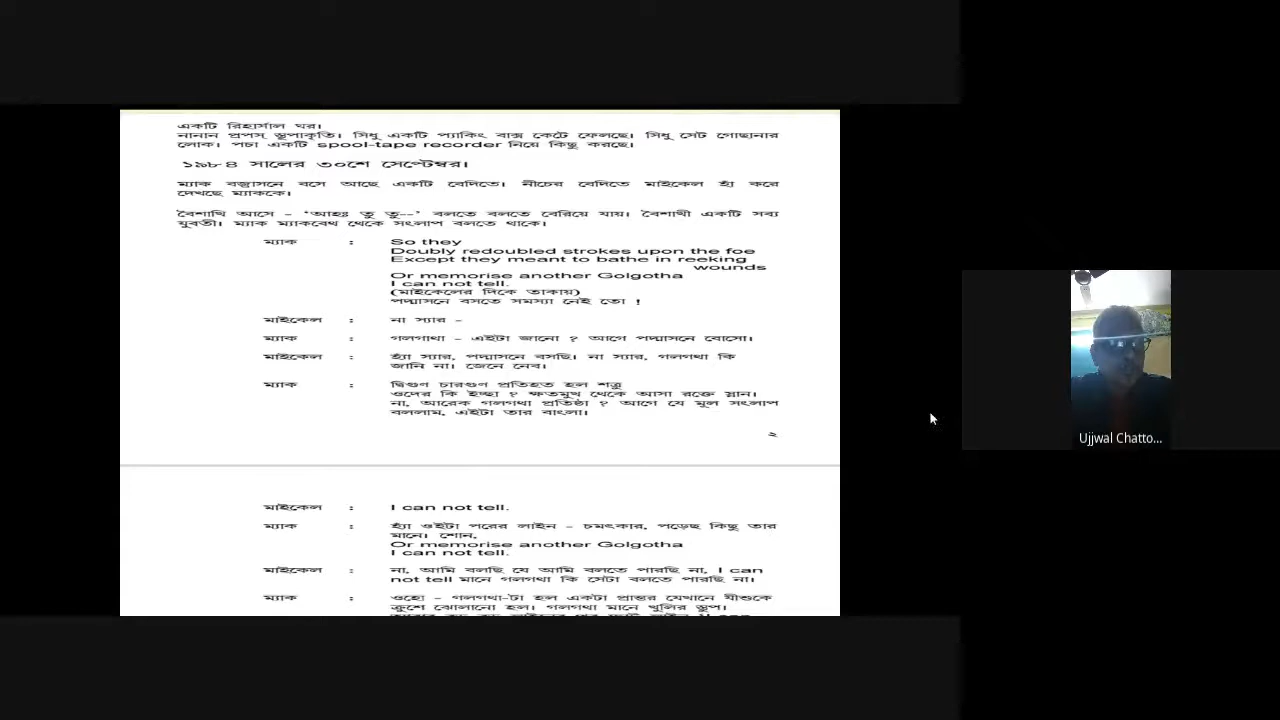 একটি রিহার্সাল ঘর।
নানান প্রপস্ স্তূপাকৃতি। সিধু একটি প্যাকিং বাক্স কেটে ফেলছে। সিধু সেট গোছানার
লোক। পচা একটি spool-tape recorder নিয়ে কিছু করছে।
১৯৮৪ সালের ৩০শে সেপ্টেম্বর।
ম্যাক বজ্রাসনে বসে আছে একটি বেদিতে। নীচের বেদিতে মাইকেল হাঁ করে
দেখছে ম্যাককে।
বৈশাখি আসে – ‘আহঃ তু তু--’ বলতে বলতে বেরিয়ে যায়। বৈশাখী একটি সব্য
যুবতী। ম্যাক ম্যাকবেথ থেকে সংলাপ বলতে থাকে।
ম্যাক : So they
Doubly redoubled strokes upon the foe
Except they meant to bathe in reeking
wounds
Or memorise another Golgotha
I can not tell.
(মাইকেলের দিকে তাকায়)
পদ্মাসনে বসতে সমস্যা নেই তো !
মাইকেল : না স্যার –
ম্যাক : গলগাথা – এইটা জানো ? আগে পদ্মাসনে বোসো।
মাইকেল : হ্যাঁ স্যার, পদ্মাসনে বসছি। না স্যার, গলগথা কি
জানি না। জেনে নেব।
ম্যাক : দ্বিগুণ চারগুণ প্রতিহত হল শত্রু
ওদের কি ইচ্ছা ? ক্ষতমুখ থেকে আসা রক্তে স্নান।
না, আরেক গলগথা প্রতিষ্ঠা ? আগে যে মূল সংলাপ
বললাম, এইটা তার বাংলা।
২
মাইকেল : I can not tell.
ম্যাক : হ্যাঁ ওইটা পরের লাইন – চমৎকার, পড়েছ কিছু তার
মানে। শোন,
Or memorise another Golgotha
I can not tell.
মাইকেল : না, আমি বলছি যে আমি বলতে পারছি না, I can
not tell মানে গলগথা কি সেটা বলতে পারছি না।
ম্যাক : ওহো – গলগথা-টা হল একটা প্রান্তর যেখানে যীশুকে
ক্রুশে ঝোলানো হল। গলগথা মানে খুলির স্তূপ।
Ujjwal Chatto...